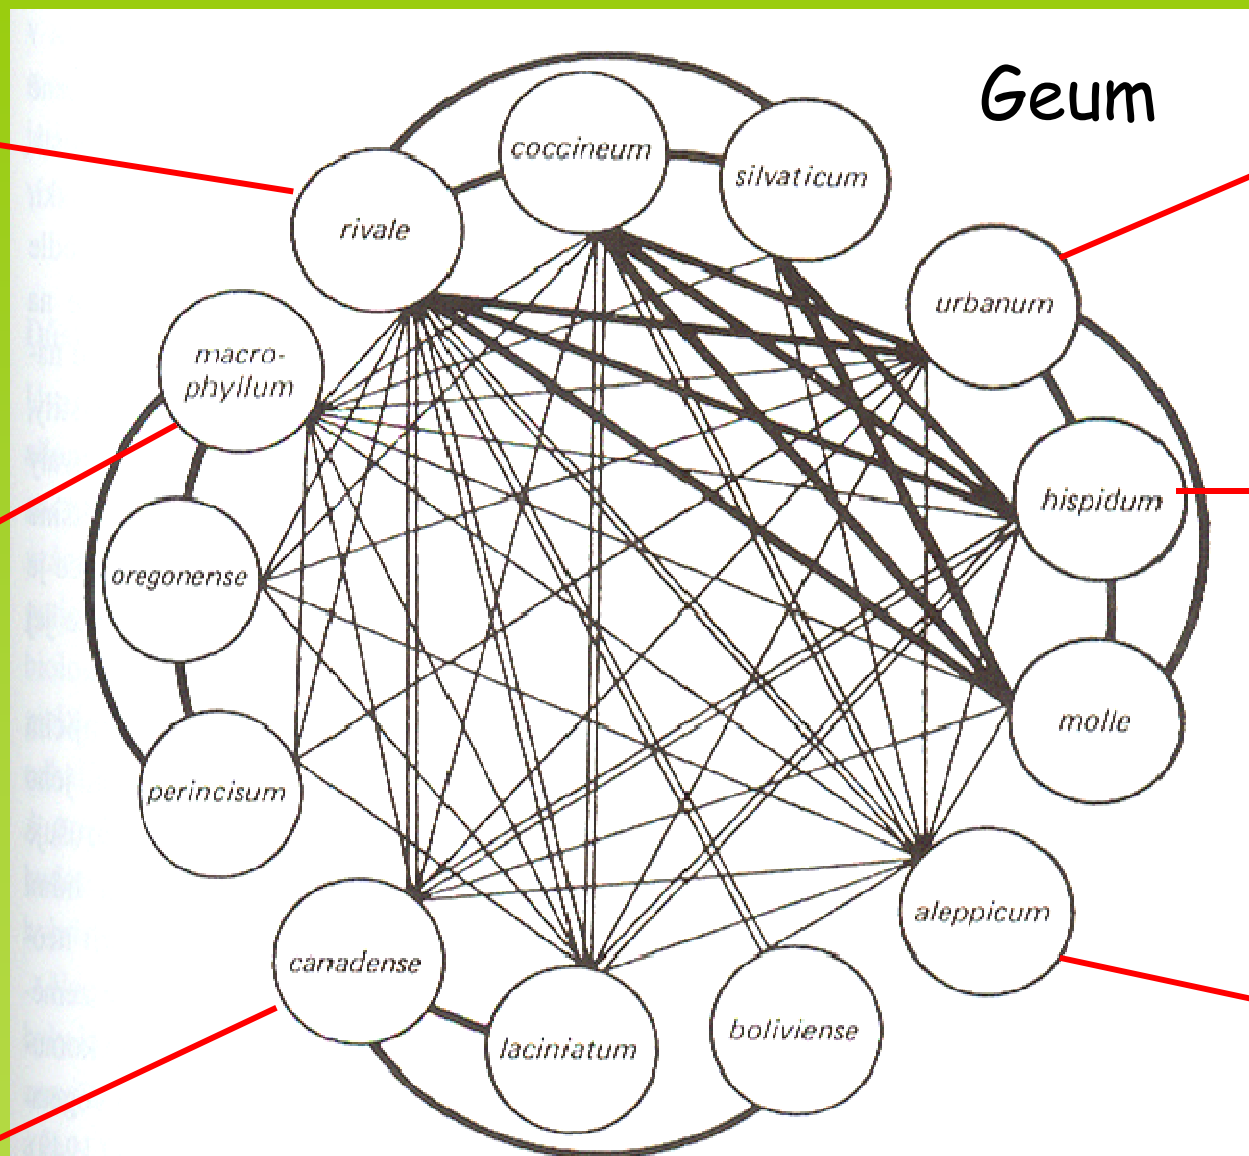 Geum
coccineum
silvaticum
rivale
urbanum
macro-
phyllum
hispidum
oregonense
molle
perincisum
aleppicum
canadense
boliviense
laciniatum